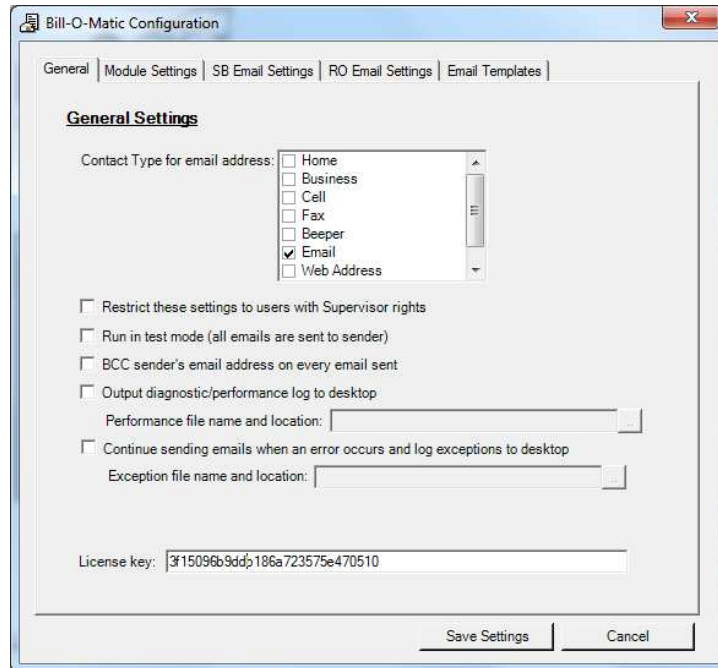 Bill-O-Matic Configuration
General Module Settings SB Email Settings RO Email Settings Email Templates
General Settings
Contact Type for email address:
Home
Business
Cell
Fax
Beeper
Email
Web Address
Restrict these settings to users with Supervisor rights
Run in test mode (all emails are sent to sender)
BCC sender's email address on every email sent
Output diagnostic/performance log to desktop
Performance file name and location: ...
Continue sending emails when an error occurs and log exceptions to desktop
Exception file name and location: ...
License key: 3f15096b9ddb186a723575e470510
Save Settings Cancel